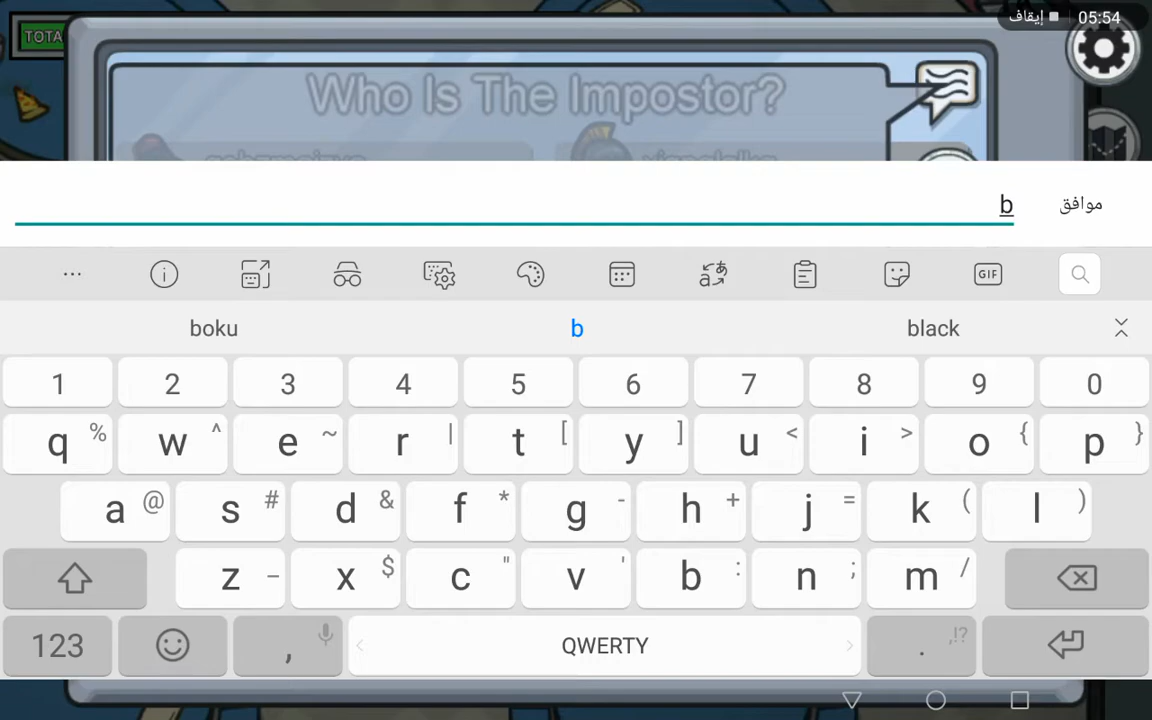 إيقاف 05:54
TOTA
Who Is The Impostor?
b موافق
GIF
boku b black
1 2 3 4 5 6 7 8 9 0
q % w ^ e ~ r | t [ y ] u < i > o { p }
a @ s # d & f * g - h + j = k ( l )
z _ x $ c " v ' b : n ; m /
123 , QWERTY . ,!?